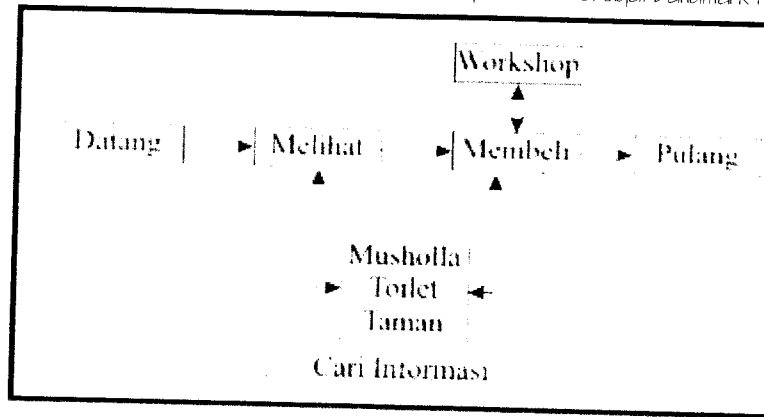 Workshop
Datang Melihat Membeli Pulang
Musholla
Toilet
Taman
Cari Informasi